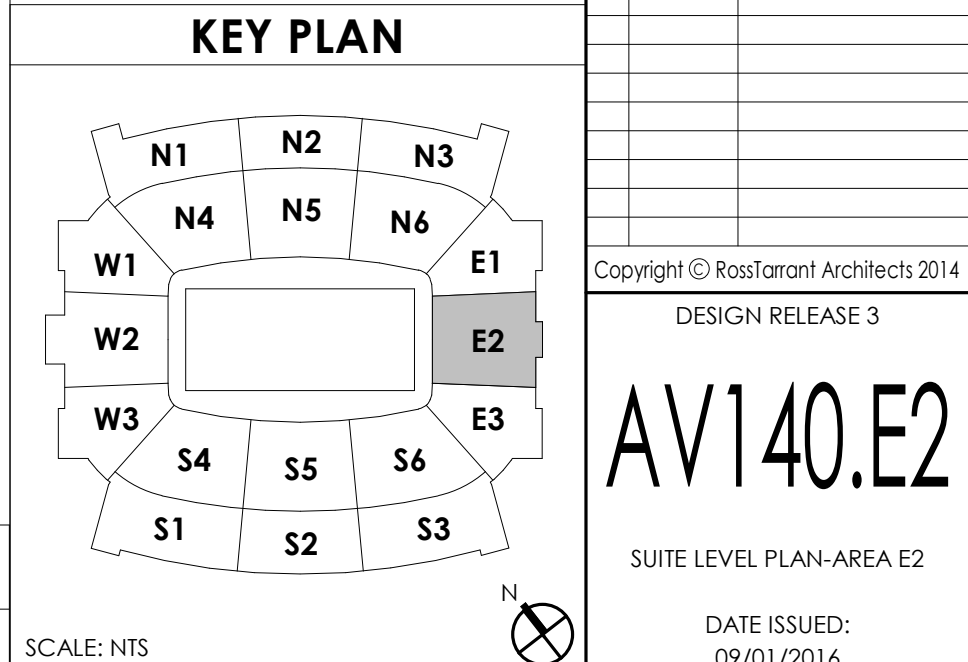 KEY PLAN
N1
N2
N3
N4
N5
N6
W1
E1
W2
E2
W3
E3
S4
S5
S6
S1
S2
S3
N
SCALE: NTS
Copyright © RossTarrant Architects 2014
DESIGN RELEASE 3
AV140.E2
SUITE LEVEL PLAN-AREA E2
DATE ISSUED:
09/01/2016